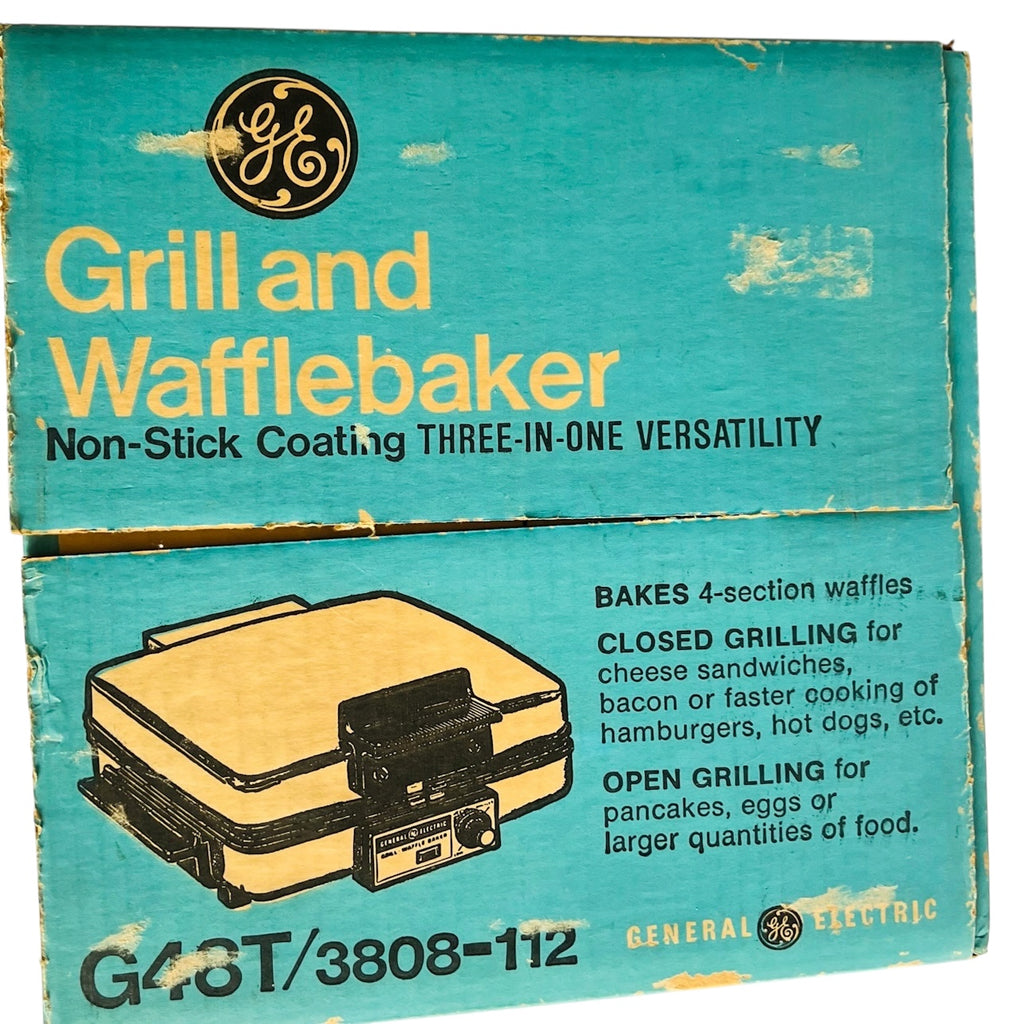 GE
Grill and
Wafflebaker
Non-Stick Coating THREE-IN-ONE VERSATILITY
BAKES 4-section waffles
CLOSED GRILLING for
cheese sandwiches,
bacon or faster cooking of
hamburgers, hot dogs, etc.
OPEN GRILLING for
pancakes, eggs or
larger quantities of food.
GENERAL GE ELECTRIC
GRILL WAFFLE BAKER
GENERAL GE ELECTRIC
G48T/3808-112